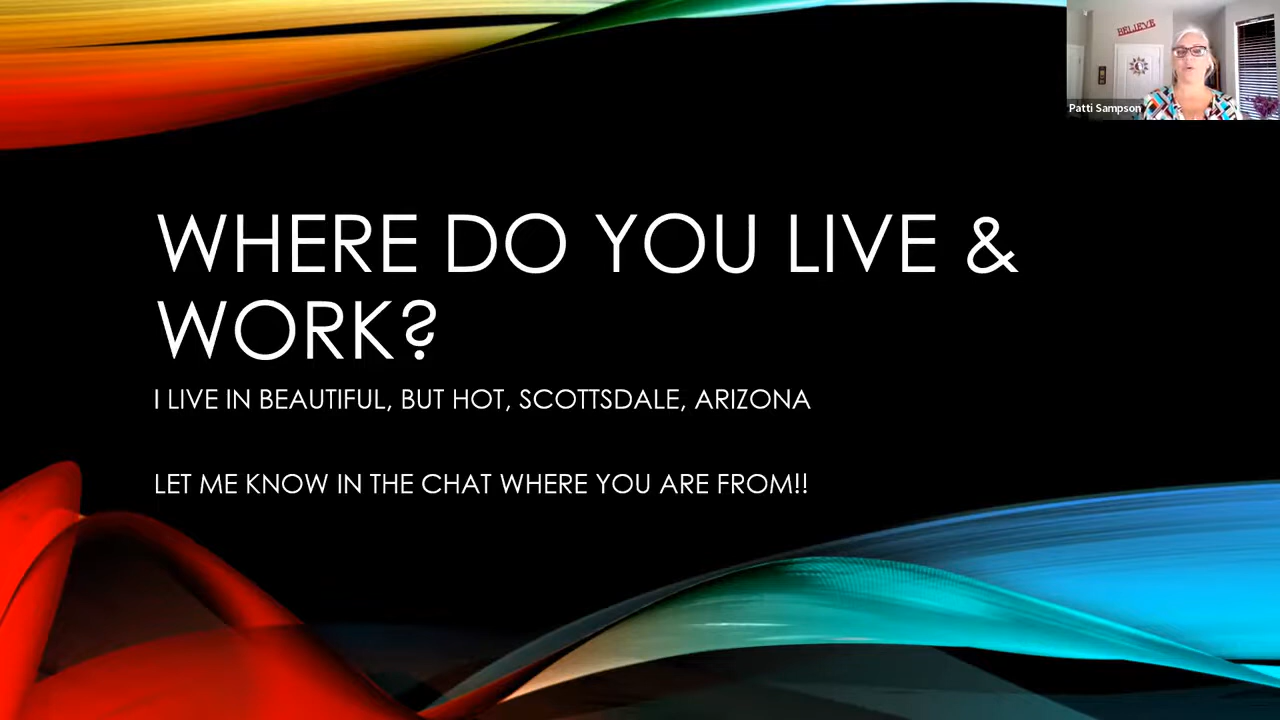 BELIEVE
Patti Sampson
WHERE DO YOU LIVE &
WORK?
I LIVE IN BEAUTIFUL, BUT HOT, SCOTTSDALE, ARIZONA
LET ME KNOW IN THE CHAT WHERE YOU ARE FROM!!